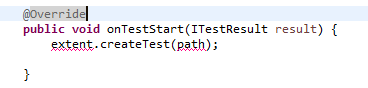 @Override
public void onTestStart(ITestResult result) {
extent.createTest(path);
}